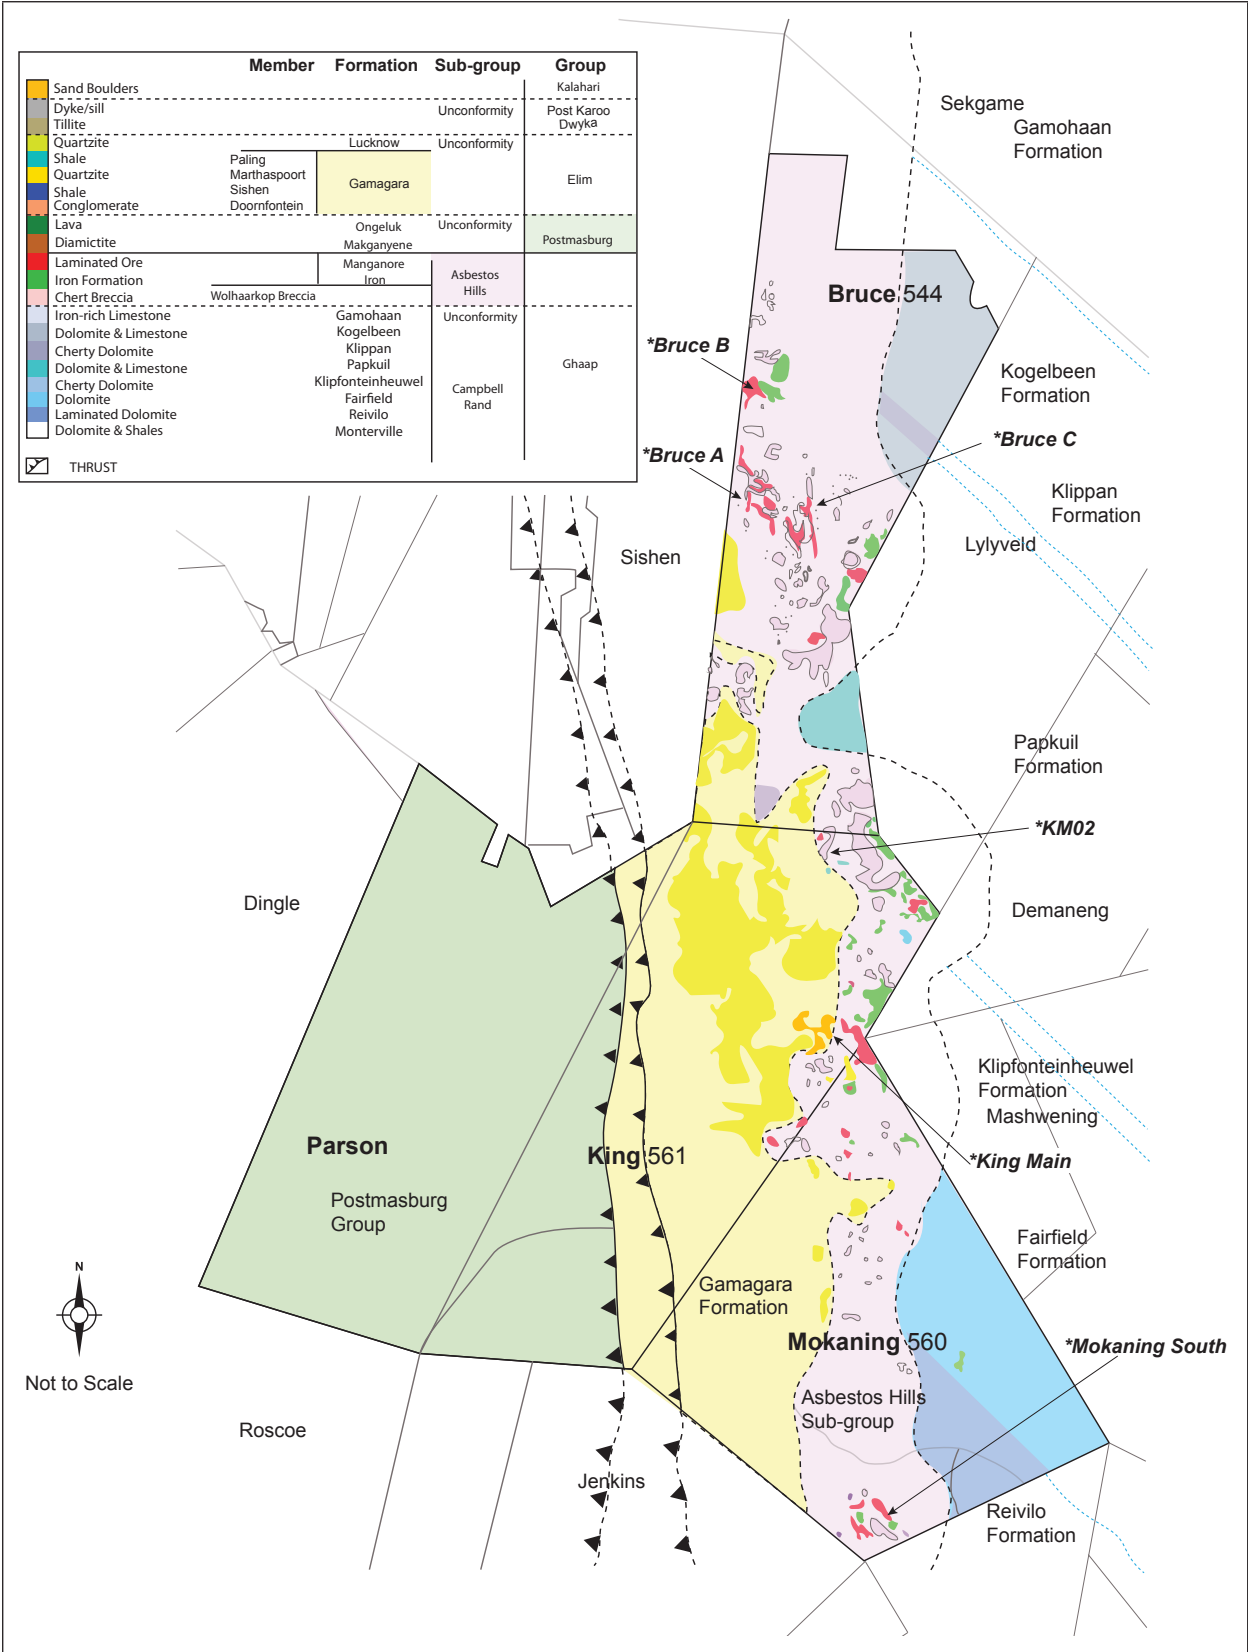 Member Formation Sub-group Group
Sand Boulders Kalahari
Dyke/sill Unconformity Post Karoo
Tillite Dwyka
Quartzite Lucknow Unconformity
Shale Paling
Quartzite Marthaspoort Gamagara Elim
Shale Sishen
Conglomerate Doornfontein
Lava Ongeluk Unconformity
Diamictite Makganyene Postmasburg
Laminated Ore Manganore
Iron Formation Iron Asbestos
Hills
Chert Breccia Wolhaarkop Breccia
Iron-rich Limestone Gamohaan Unconformity
Dolomite & Limestone Kogelbeen
Cherty Dolomite Klippan
Dolomite & Limestone Papkuil Ghaap
Cherty Dolomite Klipfonteinheuwel Campbell
Dolomite Fairfield Rand
Laminated Dolomite Reivilo
Dolomite & Shales Monterville
THRUST
Sekgame
Gamohaan
Formation
Bruce 544
*Bruce B
Kogelbeen
Formation
*Bruce A
*Bruce C
Klippan
Formation
Sishen
Lylyveld
Papkuil
Formation
*KM02
Dingle
Demaneng
Klipfonteinheuwel
Formation
Mashwening
Parson
King 561
*King Main
Postmasburg
Group
Fairfield
Formation
N
Gamagara
Formation
Mokaning 560
*Mokaning South
Not to Scale
Asbestos Hills
Sub-group
Roscoe
Jenkins
Reivilo
Formation